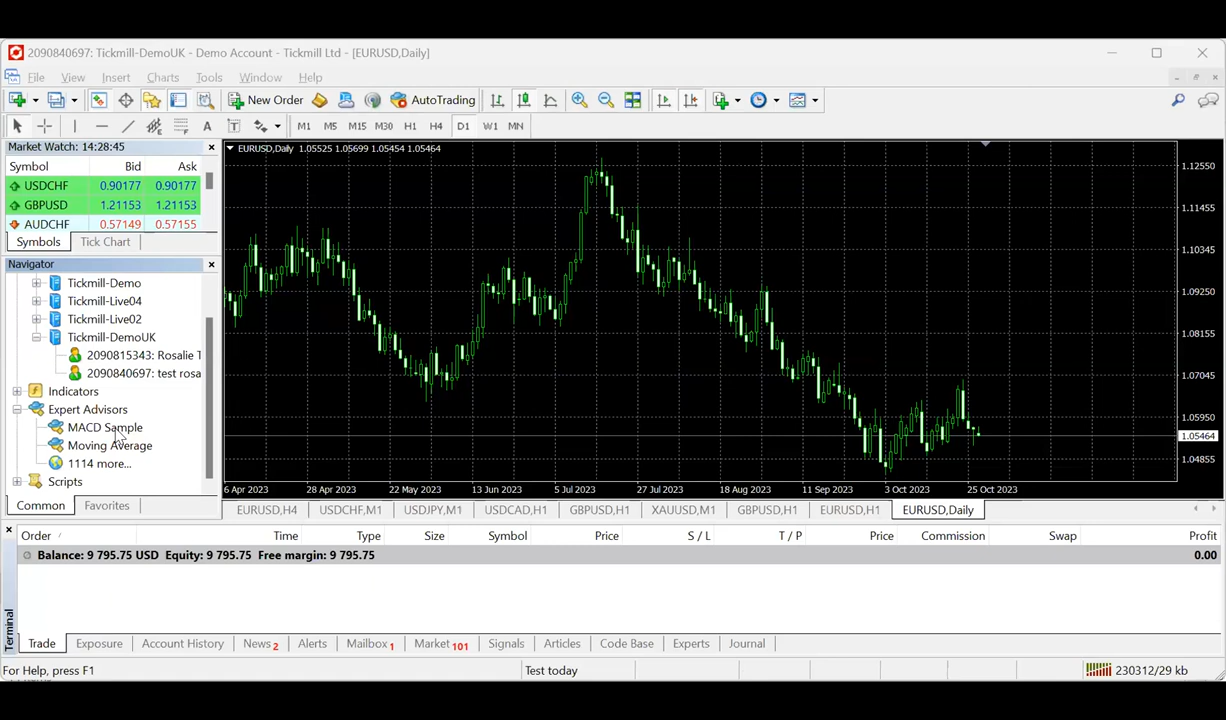 2090840697: Tickmill-DemoUK - Demo Account - Tickmill Ltd - [EURUSD,Daily]
File View Insert Charts Tools Window Help
New Order AutoTrading
A T M1 M5 M15 M30 H1 H4 D1 W1 MN
Market Watch: 14:28:45
Symbol Bid Ask
USDCHF 0.90177 0.90177
GBPUSD 1.21153 1.21153
AUDCHF 0.57149 0.57155
Symbols Tick Chart
Navigator
Tickmill-Demo
Tickmill-Live04
Tickmill-Live02
Tickmill-DemoUK
2090815343: Rosalie T
2090840697: test rosa
Indicators
Expert Advisors
MACD Sample
Moving Average
1114 more...
Scripts
Common Favorites
EURUSD,Daily 1.05525 1.05699 1.05454 1.05464
1.12550
1.11455
1.10345
1.09250
1.08155
1.07045
1.05950
1.05464
1.04855
6 Apr 2023 28 Apr 2023 22 May 2023 13 Jun 2023 5 Jul 2023 27 Jul 2023 18 Aug 2023 11 Sep 2023 3 Oct 2023 25 Oct 2023
EURUSD,H4 USDCHF,M1 USDJPY,M1 USDCAD,H1 GBPUSD,H1 XAUUSD,M1 GBPUSD,H1 EURUSD,H1 EURUSD,Daily
Order Time Type Size Symbol Price S / L T / P Price Commission Swap Profit
Balance: 9 795.75 USD Equity: 9 795.75 Free margin: 9 795.75 0.00
Terminal
Trade Exposure Account History News 2 Alerts Mailbox 1 Market 101 Signals Articles Code Base Experts Journal
For Help, press F1 Test today 230312/29 kb